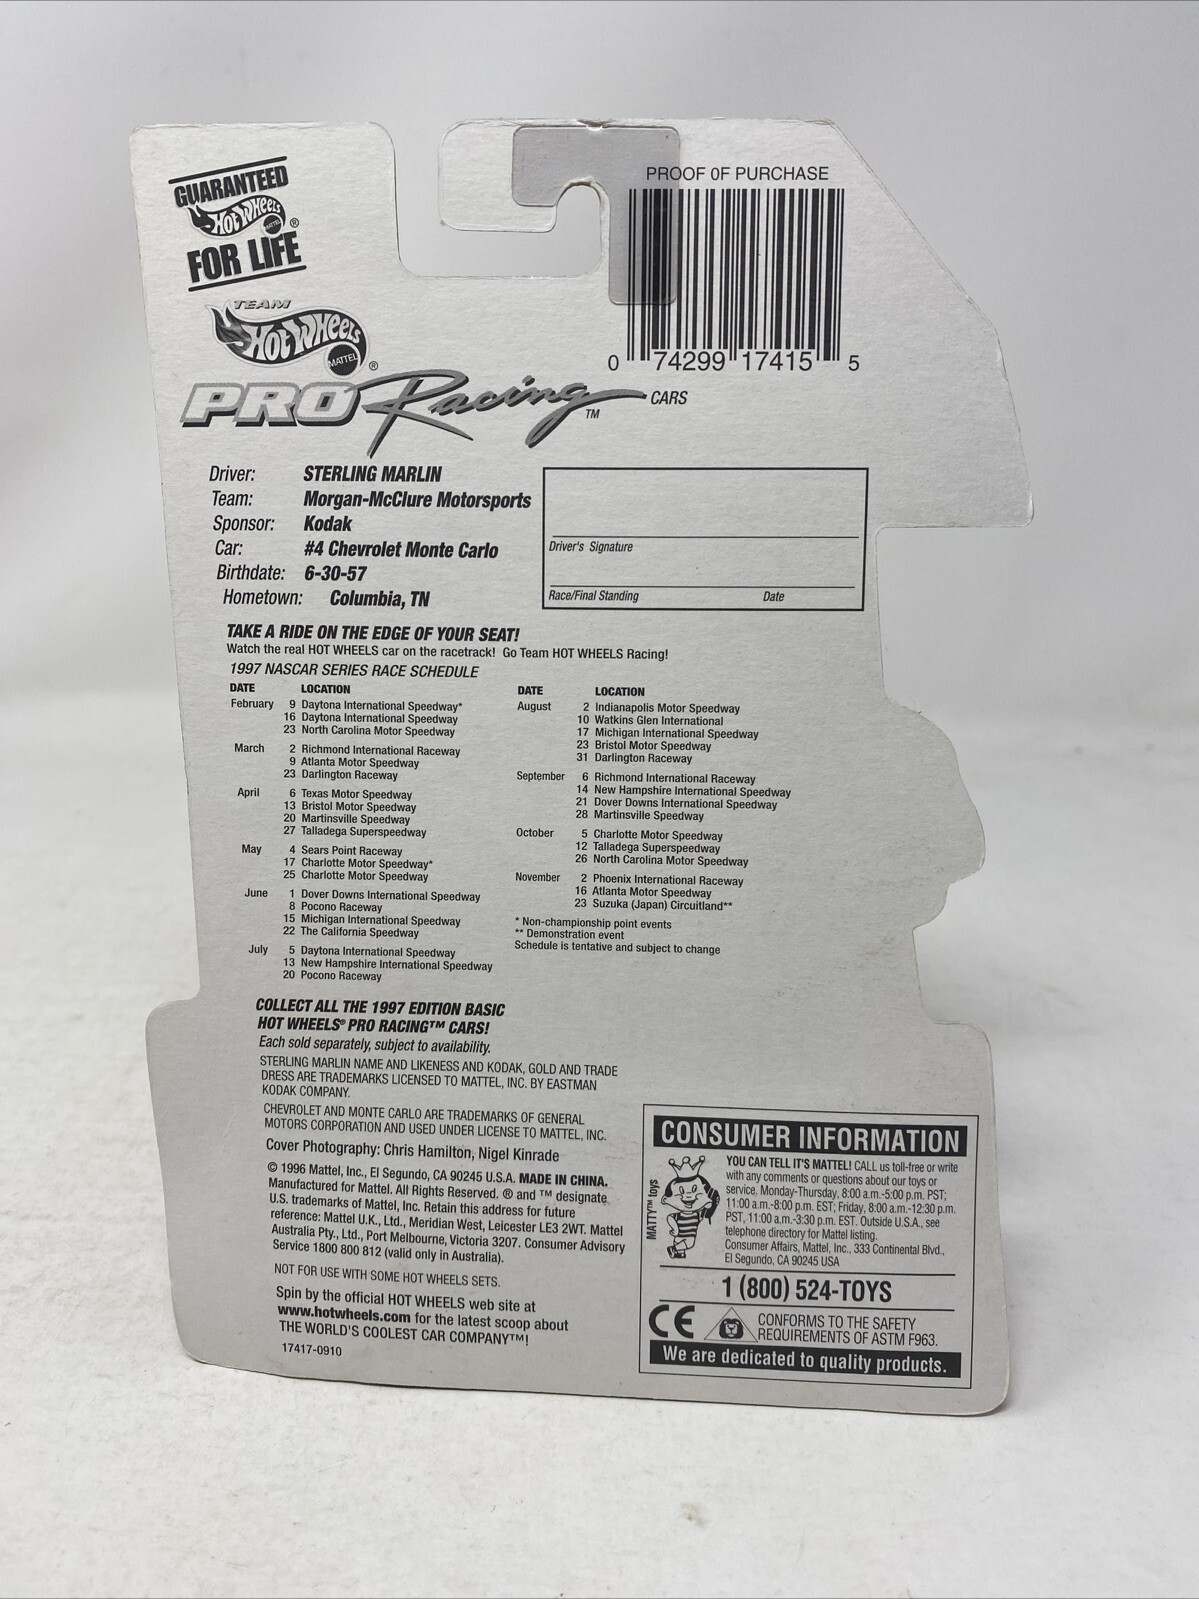 GUARANTEED
Hot Wheels
MATTEL
®
FOR LIFE
PROOF OF PURCHASE
0 74299 17415 5
TEAM
Hot Wheels
MATTEL
®
PRO Racing™ CARS
Driver: STERLING MARLIN
Team: Morgan-McClure Motorsports
Sponsor: Kodak
Car: #4 Chevrolet Monte Carlo
Birthdate: 6-30-57
Hometown: Columbia, TN
Driver's Signature
Race/Final Standing Date
TAKE A RIDE ON THE EDGE OF YOUR SEAT!
Watch the real HOT WHEELS car on the racetrack! Go Team HOT WHEELS Racing!
1997 NASCAR SERIES RACE SCHEDULE
DATE LOCATION
February 9 Daytona International Speedway*
16 Daytona International Speedway
23 North Carolina Motor Speedway
March 2 Richmond International Raceway
9 Atlanta Motor Speedway
23 Darlington Raceway
April 6 Texas Motor Speedway
13 Bristol Motor Speedway
20 Martinsville Speedway
27 Talladega Superspeedway
May 4 Sears Point Raceway
17 Charlotte Motor Speedway*
25 Charlotte Motor Speedway
June 1 Dover Downs International Speedway
8 Pocono Raceway
15 Michigan International Speedway
22 The California Speedway
July 5 Daytona International Speedway
13 New Hampshire International Speedway
20 Pocono Raceway
DATE LOCATION
August 2 Indianapolis Motor Speedway
10 Watkins Glen International
17 Michigan International Speedway
23 Bristol Motor Speedway
31 Darlington Raceway
September 6 Richmond International Raceway
14 New Hampshire International Speedway
21 Dover Downs International Speedway
28 Martinsville Speedway
October 5 Charlotte Motor Speedway
12 Talladega Superspeedway
26 North Carolina Motor Speedway
November 2 Phoenix International Raceway
16 Atlanta Motor Speedway
23 Suzuka (Japan) Circuitland**
* Non-championship point events
** Demonstration event
Schedule is tentative and subject to change
COLLECT ALL THE 1997 EDITION BASIC
HOT WHEELS® PRO RACING™ CARS!
Each sold separately, subject to availability.
STERLING MARLIN NAME AND LIKENESS AND KODAK, GOLD AND TRADE
DRESS ARE TRADEMARKS LICENSED TO MATTEL, INC. BY EASTMAN
KODAK COMPANY.
CHEVROLET AND MONTE CARLO ARE TRADEMARKS OF GENERAL
MOTORS CORPORATION AND USED UNDER LICENSE TO MATTEL, INC.
Cover Photography: Chris Hamilton, Nigel Kinrade
© 1996 Mattel, Inc., El Segundo, CA 90245 U.S.A. MADE IN CHINA.
Manufactured for Mattel. All Rights Reserved. ® and ™ designate
U.S. trademarks of Mattel, Inc. Retain this address for future
reference: Mattel U.K., Ltd., Meridian West, Leicester LE3 2WT. Mattel
Australia Pty., Ltd., Port Melbourne, Victoria 3207. Consumer Advisory
Service 1800 800 812 (valid only in Australia).
NOT FOR USE WITH SOME HOT WHEELS SETS.
Spin by the official HOT WHEELS web site at
www.hotwheels.com for the latest scoop about
THE WORLD'S COOLEST CAR COMPANY™!
17417-0910
CONSUMER INFORMATION
MATTY™ toys
YOU CAN TELL IT'S MATTEL! CALL us toll-free or write
with any comments or questions about our toys or
service. Monday-Thursday, 8:00 a.m.-5:00 p.m. PST;
11:00 a.m.-8:00 p.m. EST; Friday, 8:00 a.m.-12:30 p.m.
PST, 11:00 a.m.-3:30 p.m. EST. Outside U.S.A., see
telephone directory for Mattel listing.
Consumer Affairs, Mattel, Inc., 333 Continental Blvd.,
El Segundo, CA 90245 USA
1 (800) 524-TOYS
CE
CONFORMS TO THE SAFETY
REQUIREMENTS OF ASTM F963.
We are dedicated to quality products.